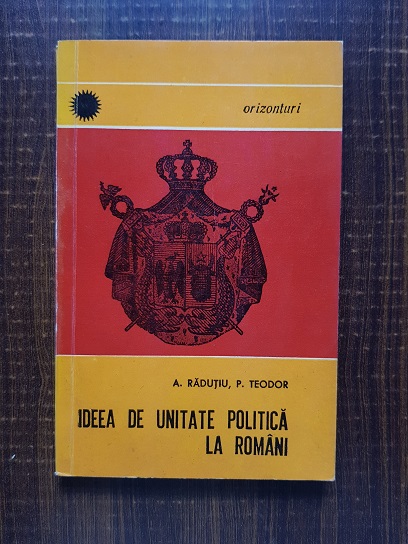 orizonturi
A. RĂDUȚIU, P. TEODOR
IDEEA DE UNITATE POLITICĂ
LA ROMÂNI